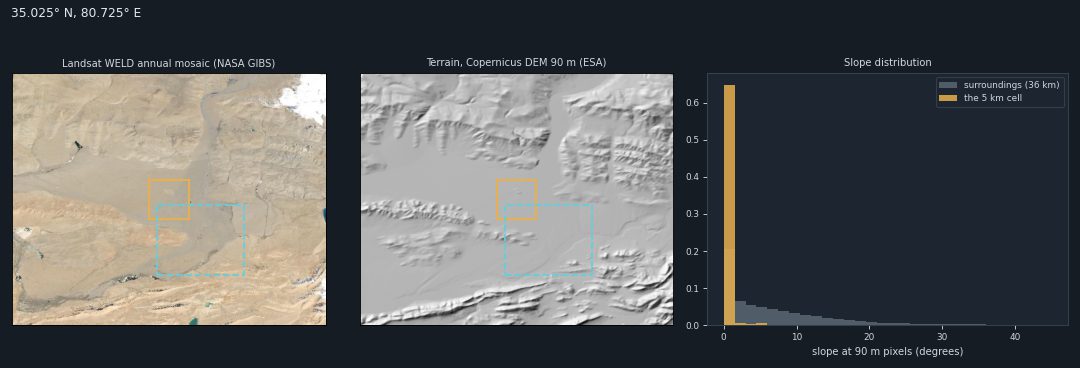 35.025° N, 80.725° E
Landsat WELD annual mosaic (NASA GIBS)
Terrain, Copernicus DEM 90 m (ESA)
Slope distribution
surroundings (36 km)
the 5 km cell
0.6
0.5
0.4
0.3
0.2
0.1
0.0
0 10 20 30 40
slope at 90 m pixels (degrees)